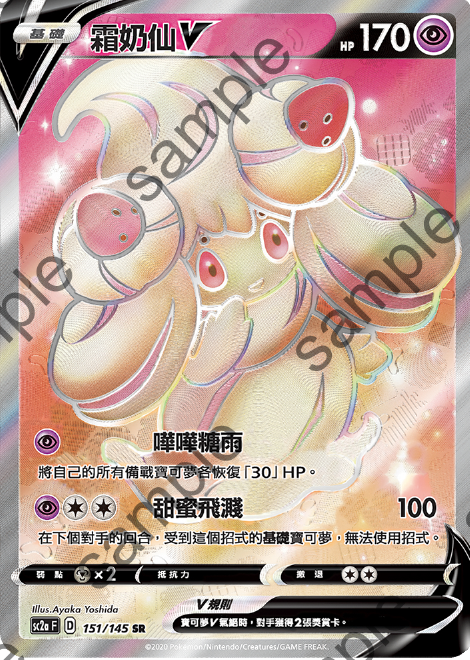 基礎 霜奶仙V HP 170
sample
sample
sample
sample
sample
嘩嘩糖雨
將自己的所有備戰寶可夢各恢復「30」HP。
甜蜜飛濺 100
在下個對手的回合，受到這個招式的基礎寶可夢，無法使用招式。
弱點 ×2 抵抗力 撤退
Illus.Ayaka Yoshida
V規則
寶可夢V氣絕時，對手獲得2張獎賞卡。
sc2a F D 151/145 SR
©2020 Pokémon/Nintendo/Creatures/GAME FREAK.